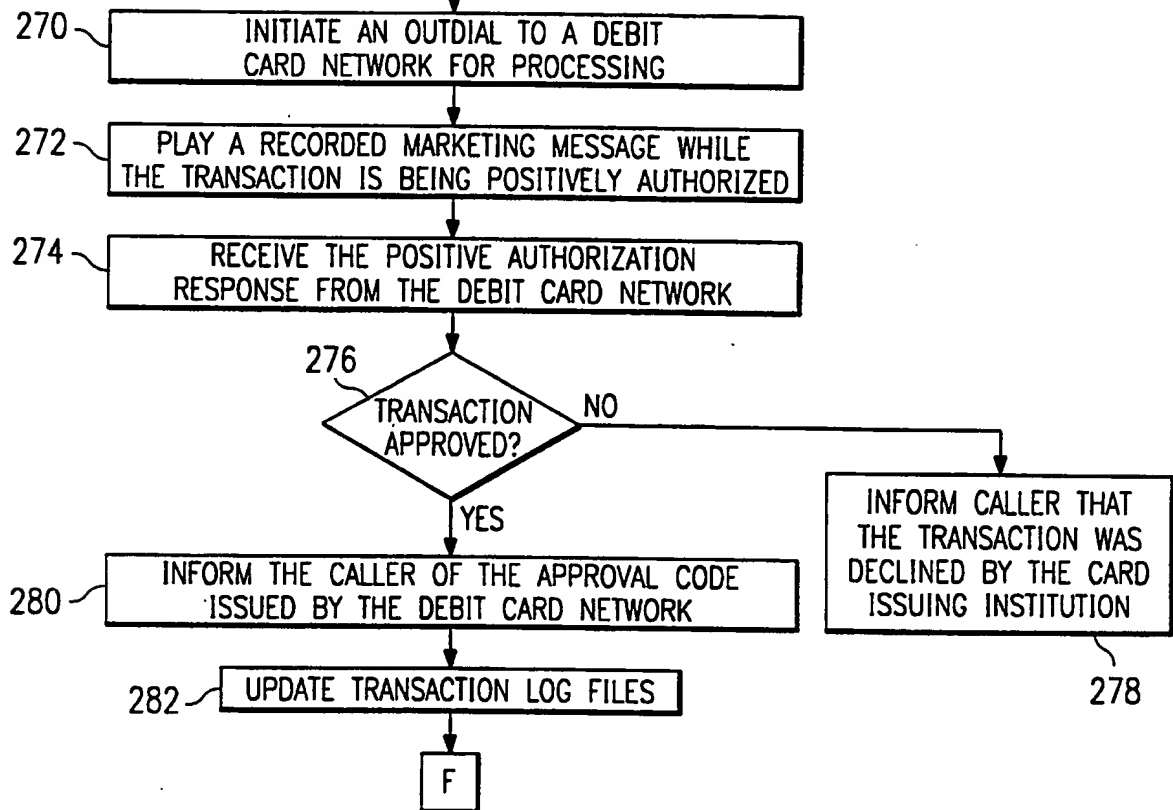 270
INITIATE AN OUTDIAL TO A DEBIT
CARD NETWORK FOR PROCESSING
272
PLAY A RECORDED MARKETING MESSAGE WHILE
THE TRANSACTION IS BEING POSITIVELY AUTHORIZED
274
RECEIVE THE POSITIVE AUTHORIZATION
RESPONSE FROM THE DEBIT CARD NETWORK
276
TRANSACTION
APPROVED?
NO
YES
INFORM CALLER THAT
THE TRANSACTION WAS
DECLINED BY THE CARD
ISSUING INSTITUTION
278
280
INFORM THE CALLER OF THE APPROVAL CODE
ISSUED BY THE DEBIT CARD NETWORK
282
UPDATE TRANSACTION LOG FILES
F